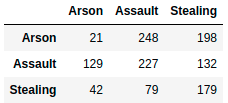 Arson Assault Stealing
Arson 21 248 198
Assault 129 227 132
Stealing 42 79 179